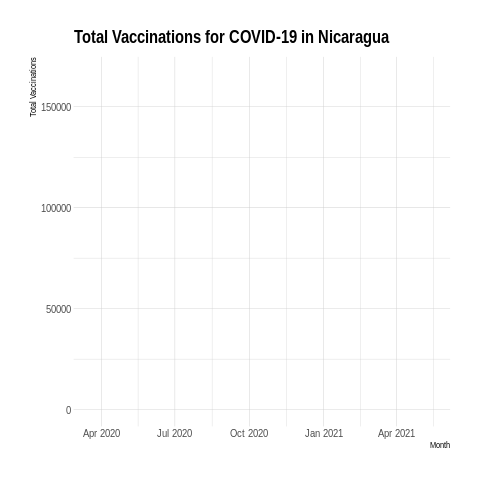 Total Vaccinations for COVID-19 in Nicaragua
Total Vaccinations
150000
100000
50000
0
Apr 2020 Jul 2020 Oct 2020 Jan 2021 Apr 2021
Month